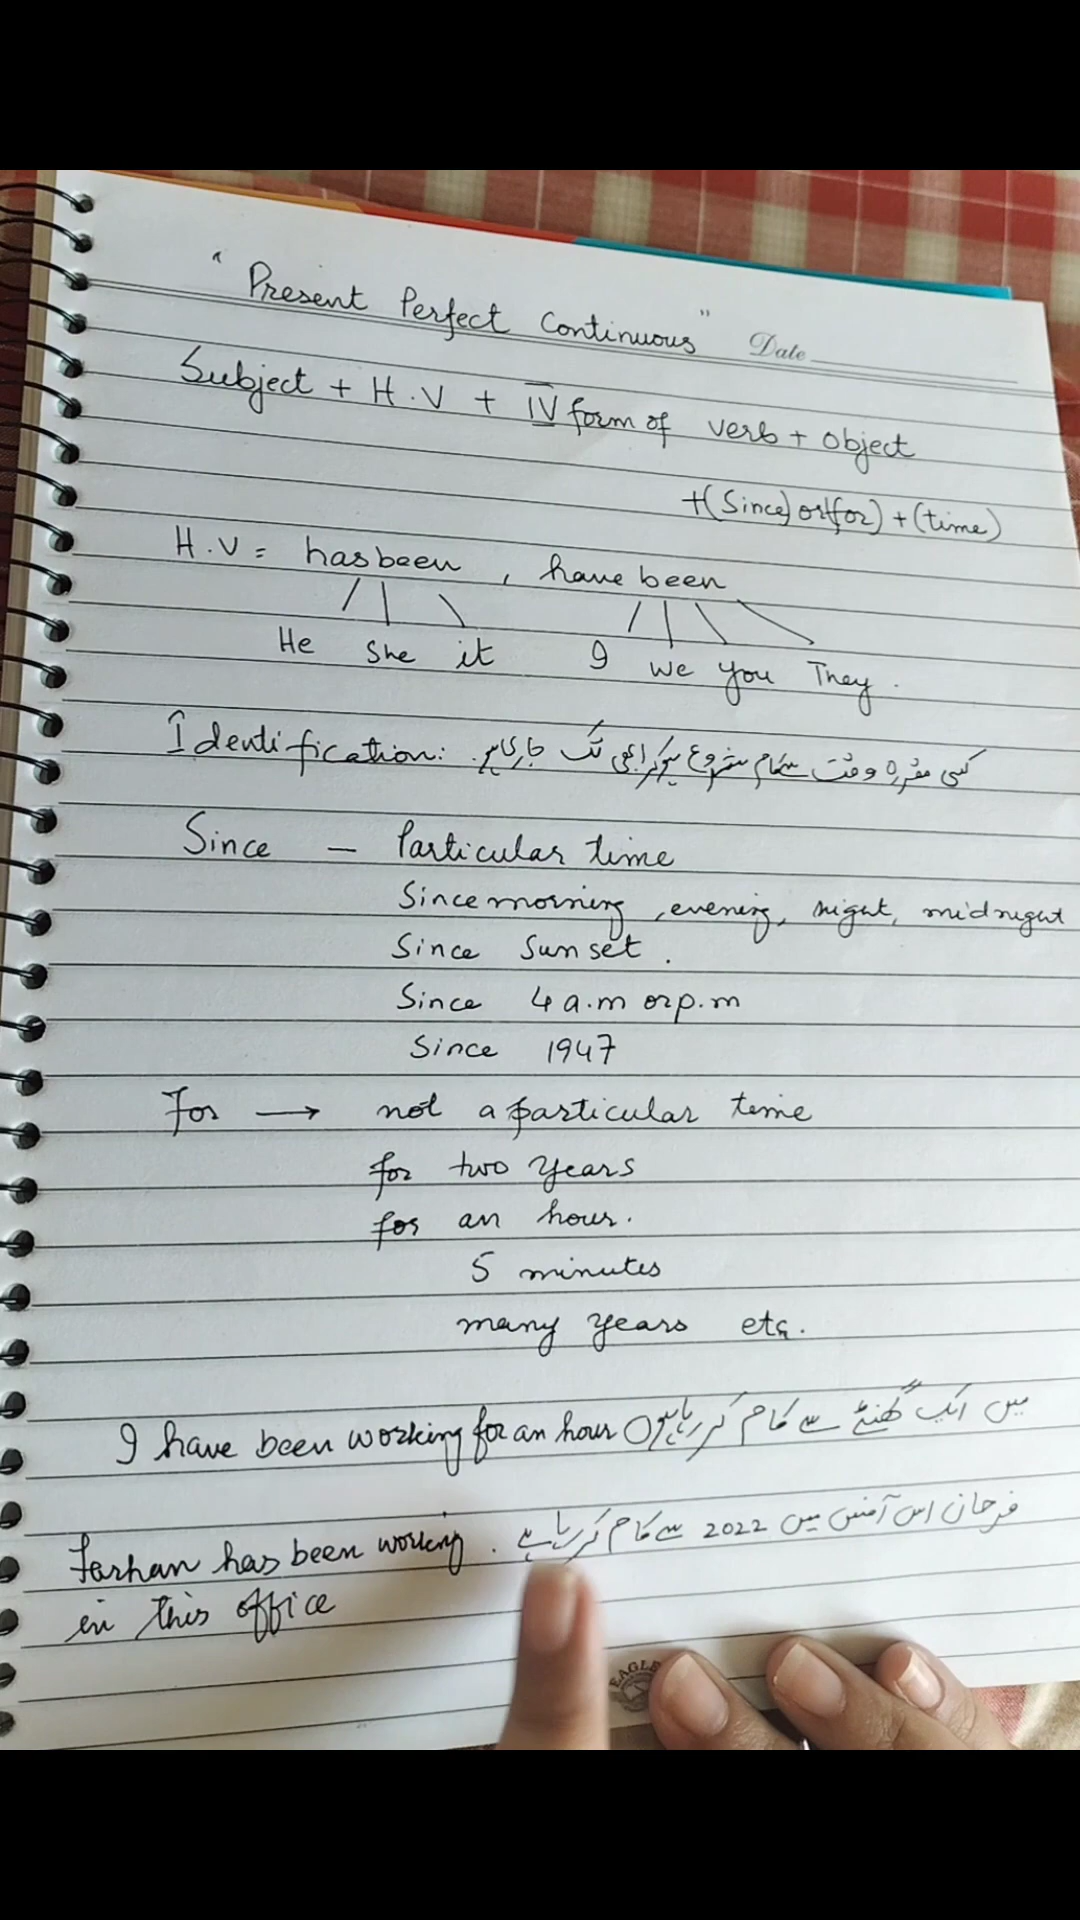 "Present Perfect Continuous"
Date
Subject + H.V + IV form of verb + object
+(Since) or (for) + (time)
H.V = has been , have been
He She it I we you They.
Identification: کسی مقررہ وقت سے کام شروع ہو کر ابھی تک جاری ہے۔
Since — Particular time
Since morning, evening, night, midnight
Since Sunset.
Since 4 a.m or p.m
Since 1947
For → not a particular time
for two years
for an hour.
5 minutes
many years etc.
I have been working for an hour میں ایک گھنٹے سے کام کر رہا ہوں
Farhan has been working. فرحان اس آفس میں 2022 سے کام کر رہا ہے
in this office
EAGLE